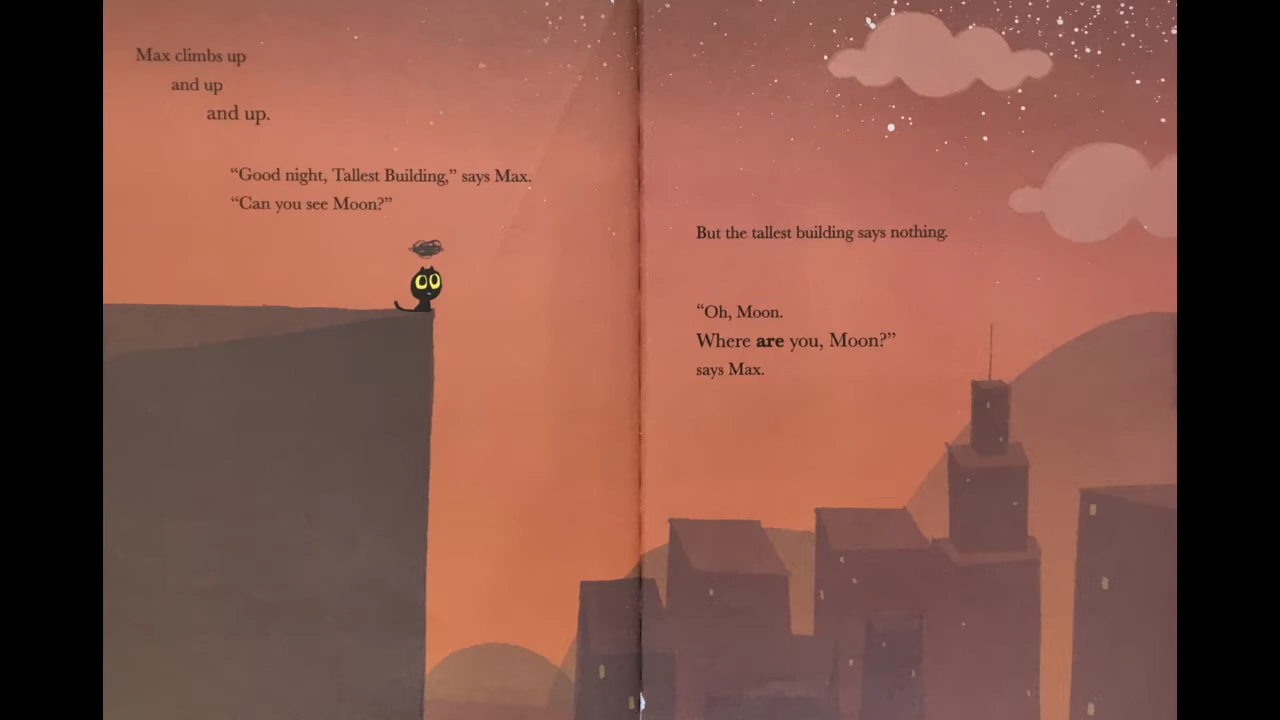 Max climbs up
and up
and up.
“Good night, Tallest Building,” says Max.
“Can you see Moon?”
But the tallest building says nothing.
“Oh, Moon.
Where are you, Moon?”
says Max.